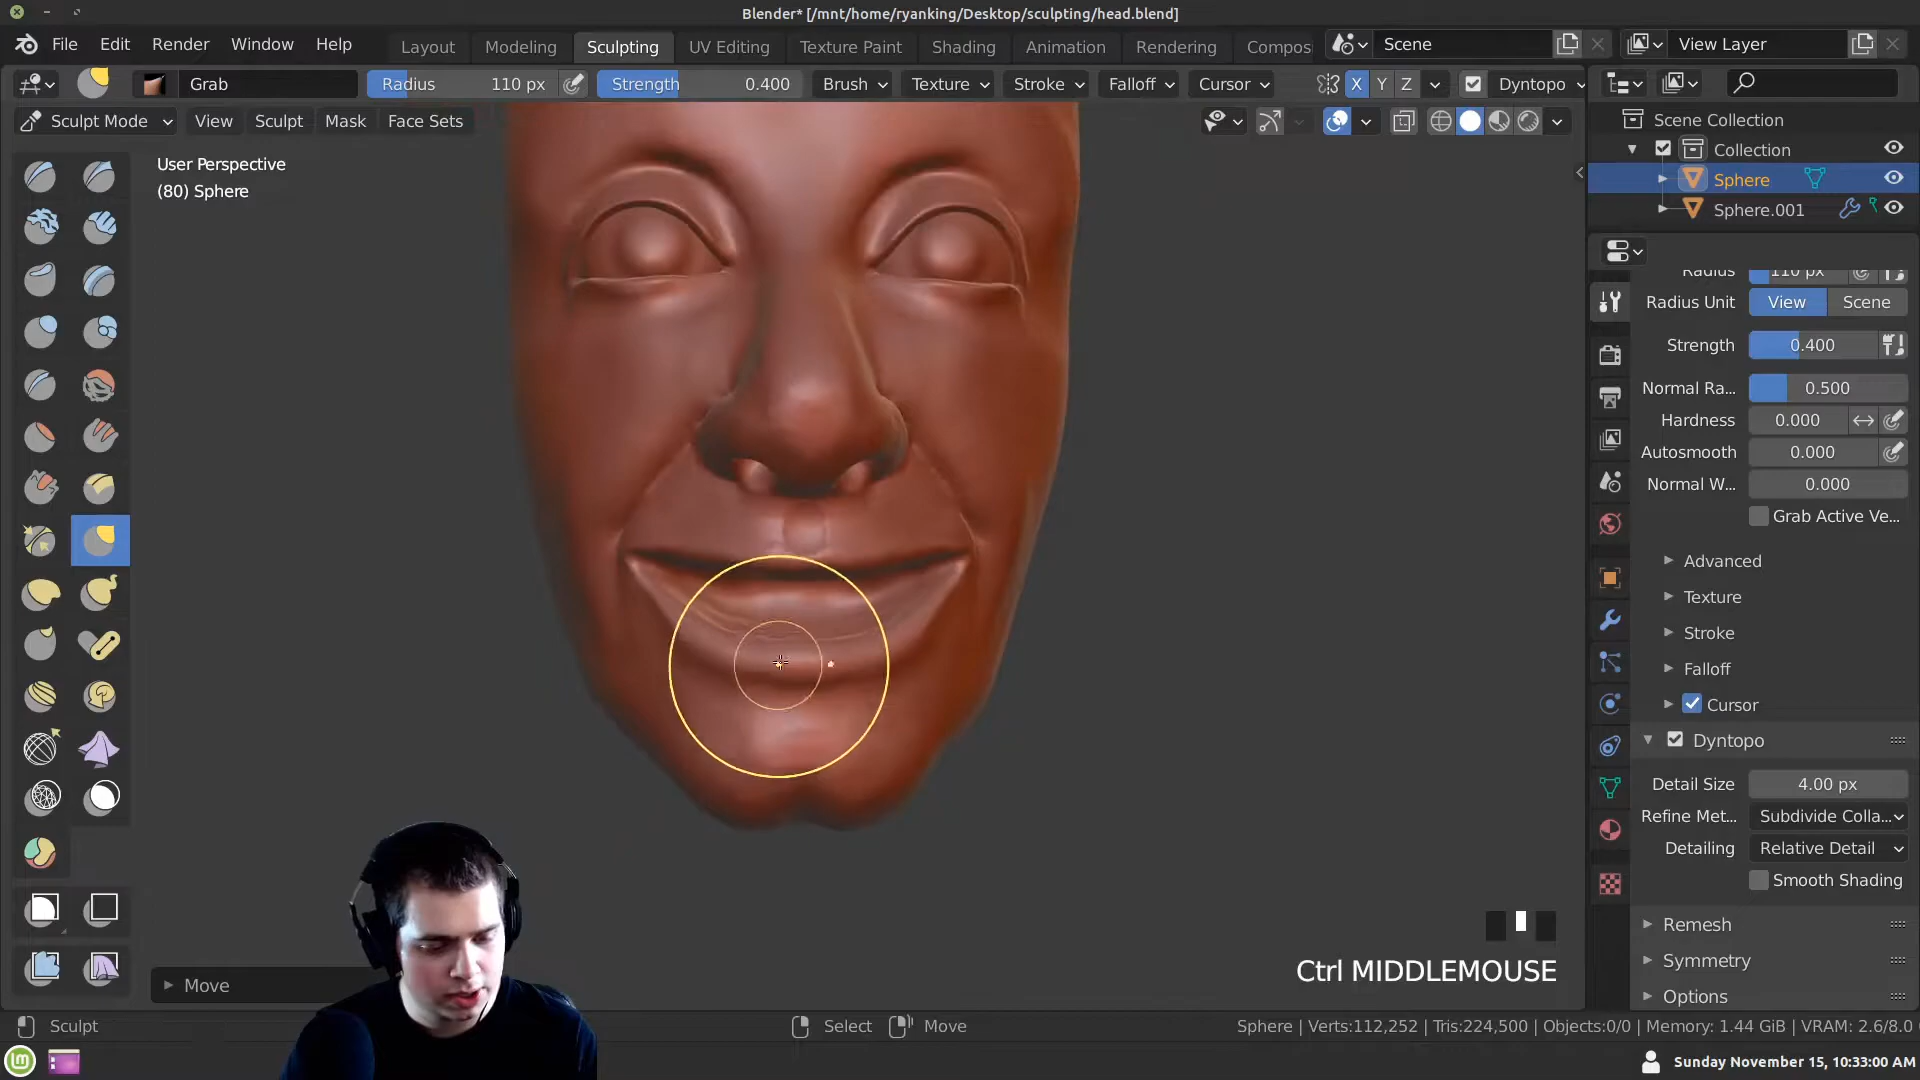 Blender* [/mnt/home/ryanking/Desktop/sculpting/head.blend]
File Edit Render Window Help
Layout Modeling Sculpting UV Editing Texture Paint Shading Animation Rendering Compos
Scene
View Layer
Grab
Radius 110 px
Strength 0.400
Brush Texture Stroke Falloff Cursor
X Y Z
Dyntopo
Sculpt Mode View Sculpt Mask Face Sets
User Perspective
(80) Sphere
Scene Collection
Collection
Sphere
Sphere.001
Radius 110 px
Radius Unit View Scene
Strength 0.400
Normal Ra... 0.500
Hardness 0.000
Autosmooth 0.000
Normal W... 0.000
Grab Active Ve...
Advanced
Texture
Stroke
Falloff
Cursor
Dyntopo
Detail Size 4.00 px
Refine Met... Subdivide Colla...
Detailing Relative Detail
Smooth Shading
Remesh
Symmetry
Options
Ctrl MIDDLEMOUSE
Move
Sculpt
Select
Move
Sphere | Verts:112,252 | Tris:224,500 | Objects:0/0 | Memory: 1.44 GiB | VRAM: 2.6/8.0
Sunday November 15, 10:33:00 AM